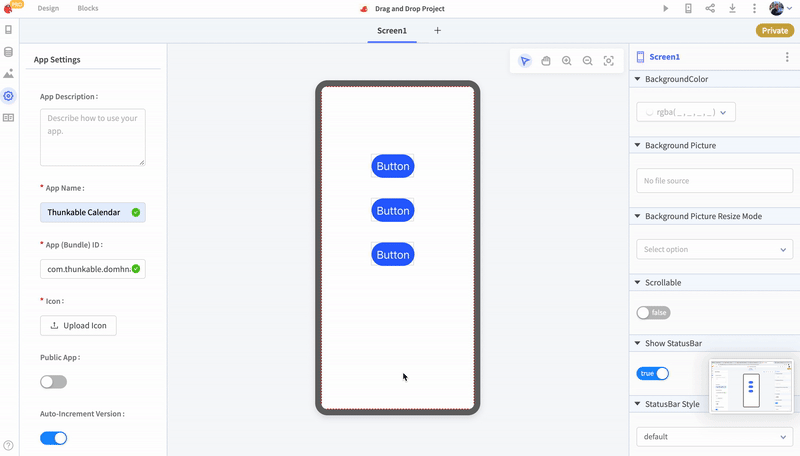 PRO
Design
Blocks
Drag and Drop Project
Screen1
Private
App Settings
App Description :
Describe how to use your
app.
* App Name :
Thunkable Calendar
* App (Bundle) ID :
com.thunkable.domhn
* Icon :
Upload Icon
Public App :
Auto-Increment Version :
Button
Button
Button
Screen1
BackgroundColor
rgba( _ , _ , _ , _ )
Background Picture
No file source
Background Picture Resize Mode
Select option
Scrollable
false
Show StatusBar
true
StatusBar Style
default